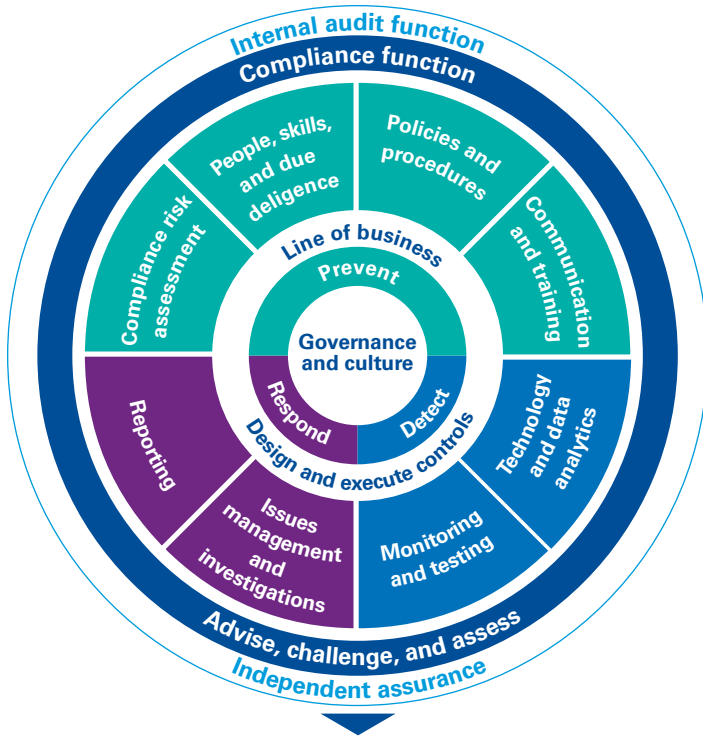 Internal audit function
Compliance function
People, skills,
and due
deligence
Policies and
procedures
Compliance risk
assessment
Communication
and training
Line of business
Prevent
Governance
and culture
Respond
Detect
Design and execute controls
Reporting
Technology
and data
analytics
Issues
management
and
investigations
Monitoring
and testing
Advise, challenge, and assess
Independent assurance